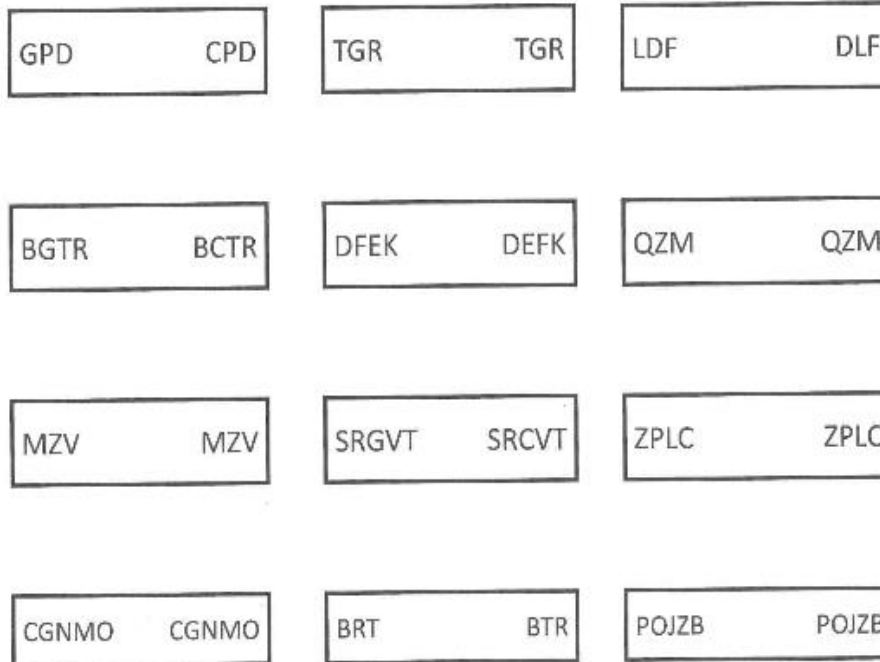 GPD CPD TGR TGR LDF DLF
BGTR BCTR DFEK DEFK QZM QZM
MZV MZV SRGVT SRCVT ZPLC ZPLC
CGNMO CGNMO BRT BTR POJZB POJZB